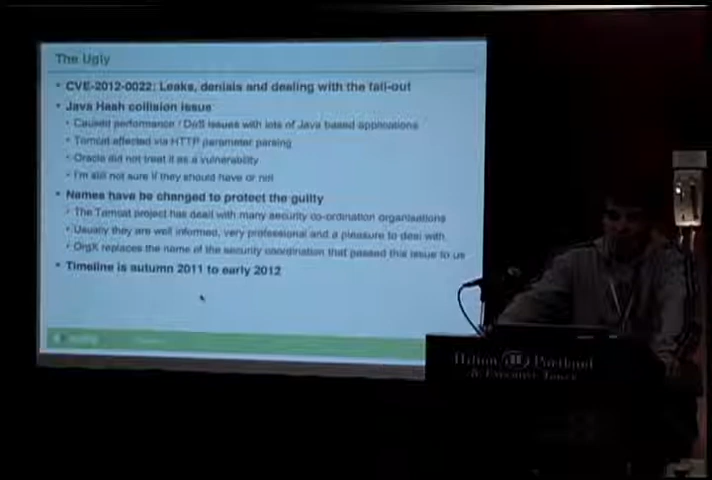 The Ugly
• CVE-2012-0022: Leaks, denials and dealing with the fall-out
• Java Hash collision issue
• Caused performance / DoS issues with lots of Java based applications
• Tomcat affected via HTTP parameter parsing
• Oracle did not treat it as a vulnerability
• I'm still not sure if they should have or not
• Names have be changed to protect the guilty
• The Tomcat project has dealt with many security co-ordination organisations
• Usually they are well informed, very professional and a pleasure to deal with
• OrgX replaces the name of the security coordination that passed this issue to us
• Timeline is autumn 2011 to early 2012
Hilton Portland
& Executive Tower